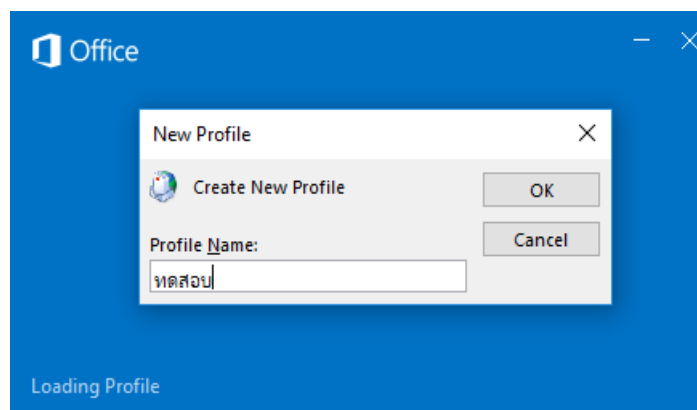 Office
New Profile
Create New Profile
OK
Cancel
Profile Name:
ทดสอบ
Loading Profile